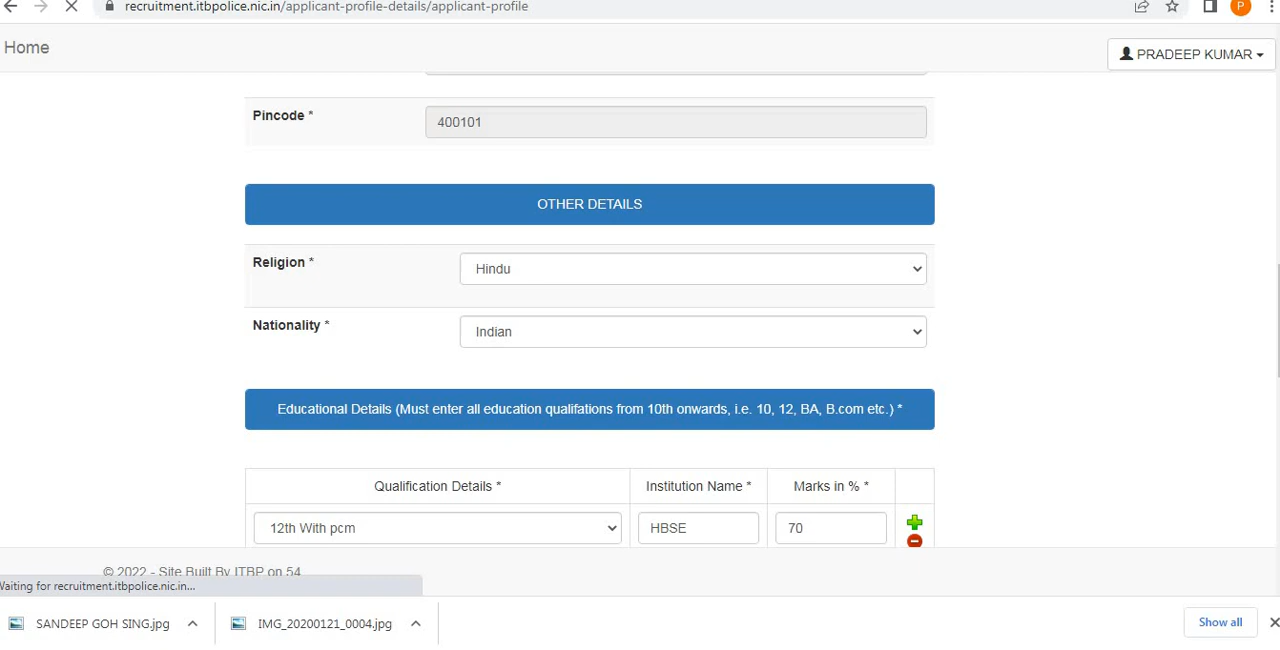 recruitment.itbpolice.nic.in/applicant-profile-details/applicant-profile
P
Home
PRADEEP KUMAR
Pincode *
400101
OTHER DETAILS
Religion *
Hindu
Nationality *
Indian
Educational Details (Must enter all education qualifations from 10th onwards, i.e. 10, 12, BA, B.com etc.) *
Qualification Details *
Institution Name *
Marks in % *
12th With pcm
HBSE
70
© 2022 - Site Built By ITBP on 54
Waiting for recruitment.itbpolice.nic.in...
SANDEEP GOH SING.jpg
IMG_20200121_0004.jpg
Show all